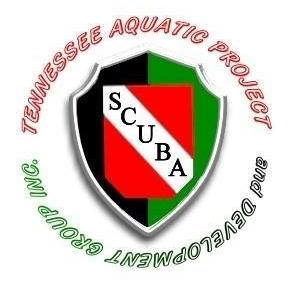 TENNESSEE AQUATIC PROJECT
and DEVELOPMENT GROUP INC.
SCUBA